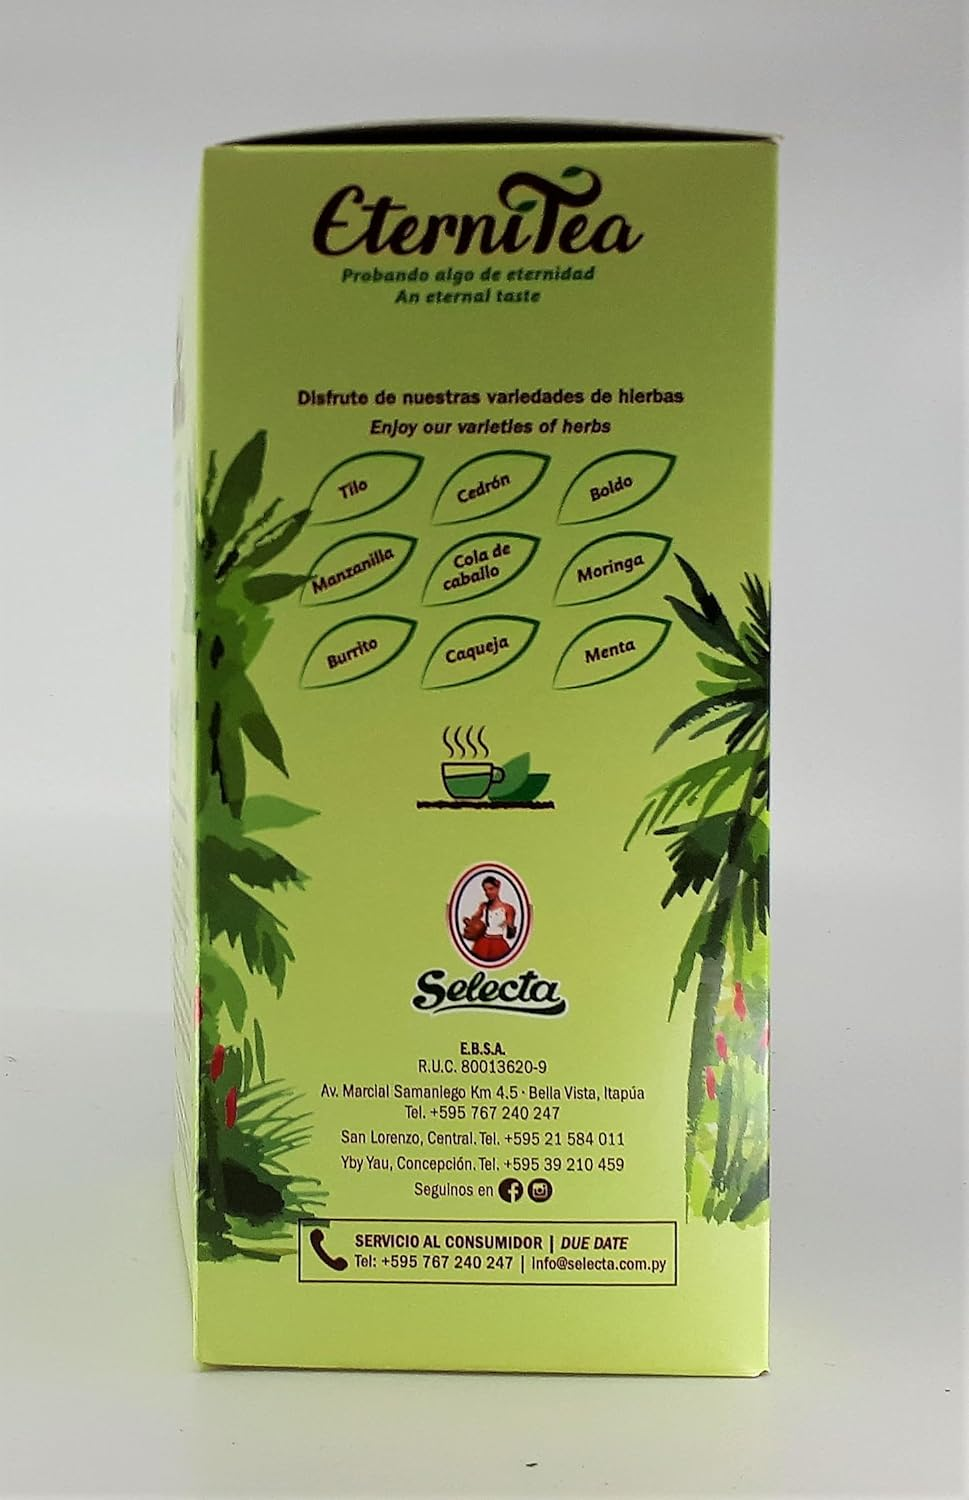 EterniTea
Probando algo de eternidad
An eternal taste
Disfrute de nuestras variedades de hierbas
Enjoy our varieties of herbs
Tilo
Cedrón
Boldo
Manzanilla
Cola de
caballo
Moringa
Burrito
Caqueja
Menta
Selecta
E.B.S.A.
R.U.C. 80013620-9
Av. Marcial Samaniego Km 4.5 · Bella Vista, Itapúa
Tel. +595 767 240 247
San Lorenzo, Central. Tel. +595 21 584 011
Yby Yau, Concepción. Tel. +595 39 210 459
Seguinos en
SERVICIO AL CONSUMIDOR | DUE DATE
Tel: +595 767 240 247 | info@selecta.com.py